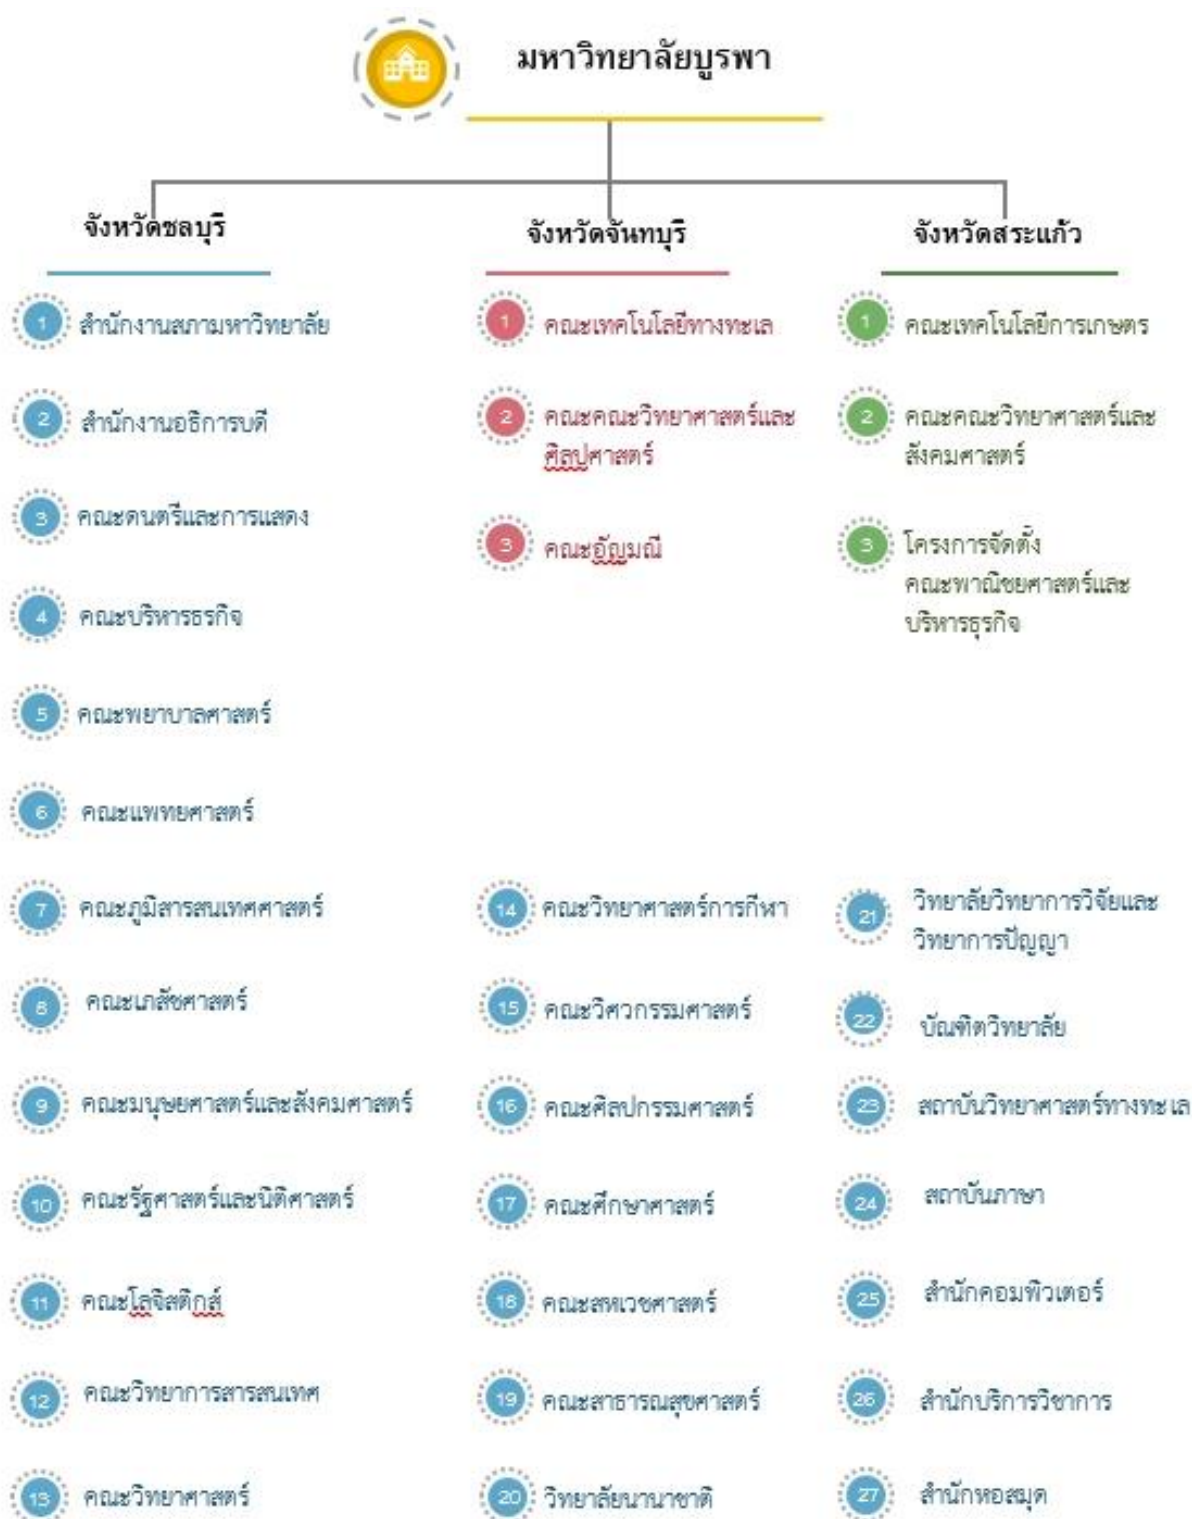 มหาวิทยาลัยบูรพา
จังหวัดชลบุรี
1 สำนักงานสภามหาวิทยาลัย
2 สำนักงานอธิการบดี
3 คณะดนตรีและการแสดง
4 คณะบริหารธรกิจ
5 คณะพยาบาลศาสตร์
6 คณะแพทยศาสตร์
7 คณะภูมิสารสนเทศศาสตร์
8 คณะเภสัชศาสตร์
9 คณะมนุษยศาสตร์และสังคมศาสตร์
10 คณะรัฐศาสตร์และนิติศาสตร์
11 คณะโลจิสติกส์
12 คณะวิทยาการสารสนเทศ
13 คณะวิทยาศาสตร์
จังหวัดจันทบุรี
1 คณะเทคโนโลยีทางทะเล
2 คณะคณะวิทยาศาสตร์และ
ศิลปศาสตร์
3 คณะอัญมณี
14 คณะวิทยาศาสตร์การกีฬา
15 คณะวิศวกรรมศาสตร์
16 คณะศิลปกรรมศาสตร์
17 คณะศึกษาศาสตร์
18 คณะสหเวชศาสตร์
19 คณะสาธารณสุขศาสตร์
20 วิทยาลัยนานาชาติ
จังหวัดสระแก้ว
1 คณะเทคโนโลยีการเกษตร
2 คณะคณะวิทยาศาสตร์และ
สังคมศาสตร์
3 โครงการจัดตั้ง
คณะพาณิชยศาสตร์และ
บริหารธุรกิจ
21 วิทยาลัยวิทยาการวิจัยและ
วิทยาการปัญญา
22 บัณฑิตวิทยาลัย
23 สถาบันวิทยาศาสตร์ทางทะเล
24 สถาบันภาษา
25 สำนักคอมพิวเตอร์
26 สำนักบริการวิชาการ
27 สำนักหอสมุด